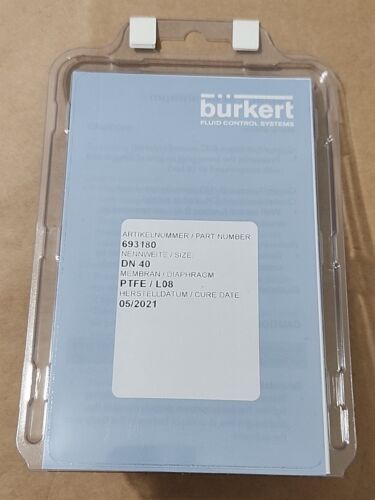 bürkert
FLUID CONTROL SYSTEMS
ARTIKELNUMMER / PART NUMBER
693180
NENNWEITE / SIZE:
DN 40
MEMBRAN / DIAPHRAGM
PTFE / L08
HERSTELLDATUM / CURE DATE
05/2021